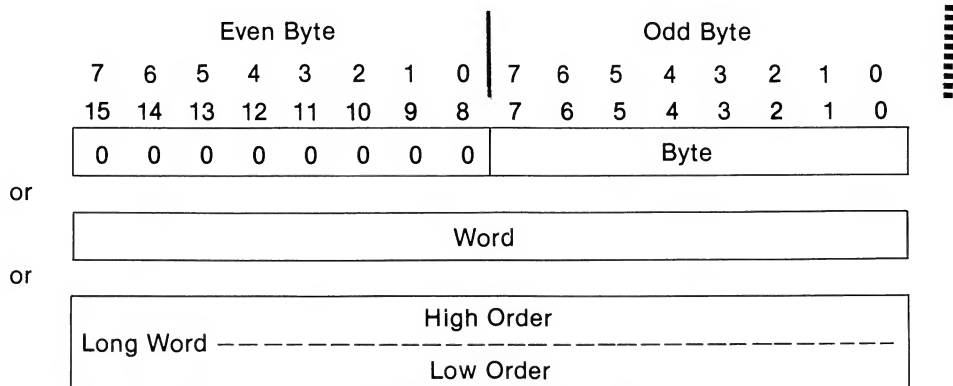 Even Byte Odd Byte
7 6 5 4 3 2 1 0 7 6 5 4 3 2 1 0
15 14 13 12 11 10 9 8 7 6 5 4 3 2 1 0
0 0 0 0 0 0 0 0 Byte
or
Word
or
High Order
Long Word
Low Order